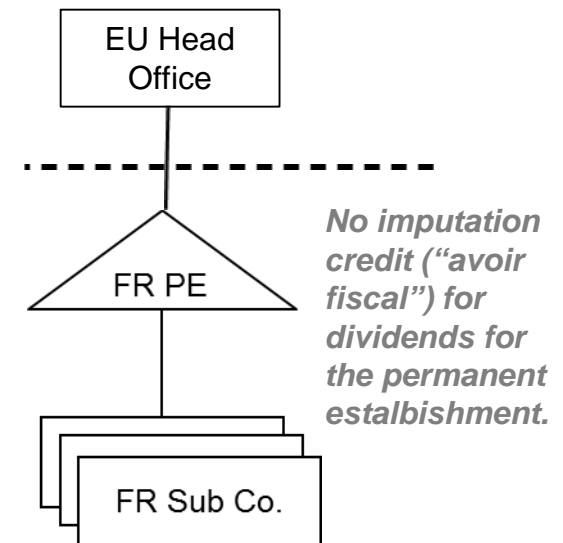 EU Head
Office
No imputation
credit (“avoir
fiscal”) for
dividends for
the permanent
estalbishment.
FR PE
FR Sub Co.